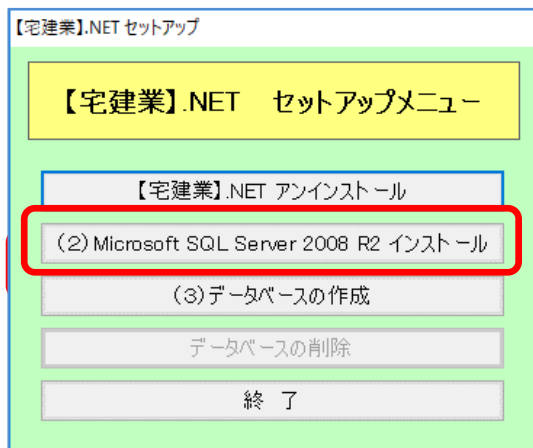 【宅建業】.NET セットアップ
【宅建業】.NET　セットアップメニュー
【宅建業】.NET アンインストール
(2)Microsoft SQL Server 2008 R2 インストール
(3)データベースの作成
データベースの削除
終　了